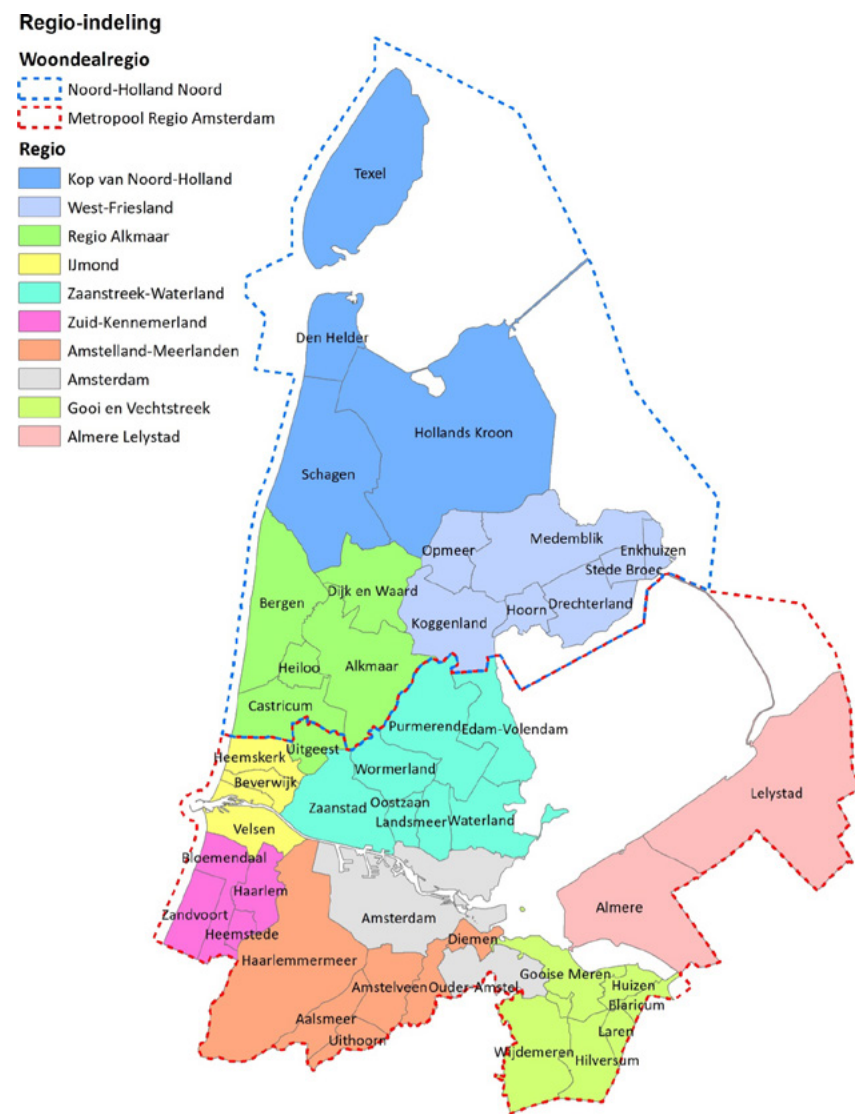 Regio-indeling
Woondealregio
Noord-Holland Noord
Metropool Regio Amsterdam
Regio
Kop van Noord-Holland
West-Friesland
Regio Alkmaar
IJmond
Zaanstreek-Waterland
Zuid-Kennemerland
Amstelland-Meerlanden
Amsterdam
Gooi en Vechtstreek
Almere Lelystad
Texel
Den Helder
Hollands Kroon
Schagen
Medemblik
Opmeer
Enkhuizen
Stede Broec
Dijk en Waard
Bergen
Hoorn
Drechterland
Koggenland
Heiloo
Alkmaar
Castricum
Purmerend
Edam-Volendam
Uitgeest
Heemskerk
Wormerland
Beverwijk
Lelystad
Zaanstad
Oostzaan
Landsmeer
Waterland
Velsen
Bloemendaal
Haarlem
Almere
Zandvoort
Amsterdam
Heemstede
Diemen
Haarlemmermeer
Gooise Meren
Amstelveen
Ouder-Amstel
Huizen
Blaricum
Aalsmeer
Laren
Uithoorn
Wijdemeren
Hilversum